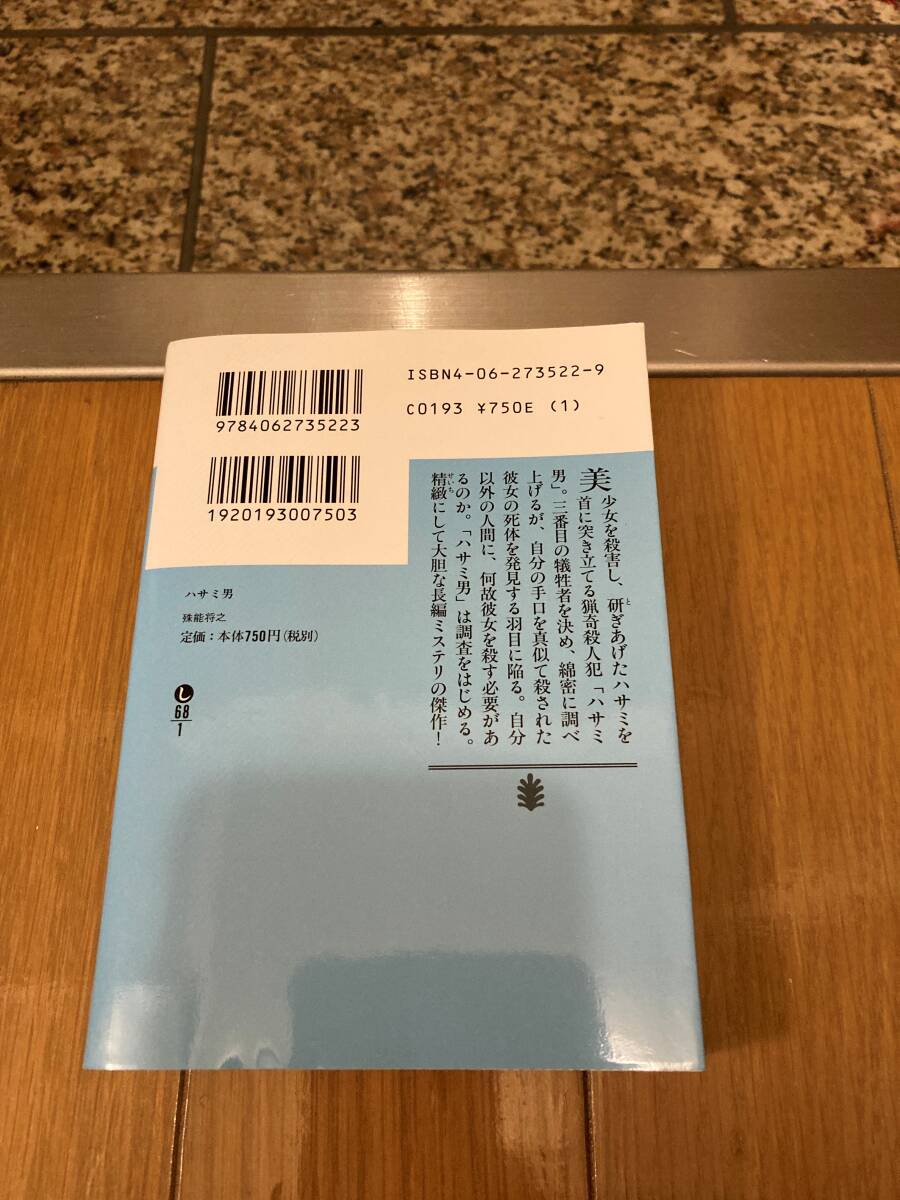 ISBN4-06-273522-9
C0193 ¥750E (1)
9784062735223
1920193007503
美少女を殺害し、研ぎあげたハサミを
首に突き立てる猟奇殺人犯「ハサミ
男」。三番目の犠牲者を決め、綿密に調べ
上げるが、自分の手口を真似て殺された
彼女の死体を発見する羽目に陥る。自分
以外の人間に、何故彼女を殺す必要があ
るのか。「ハサミ男」は調査をはじめる。
精緻にして大胆な長編ミステリの傑作！
と
せいち
ハサミ男
殊能将之
定価：本体750円（税別）
し
68
1